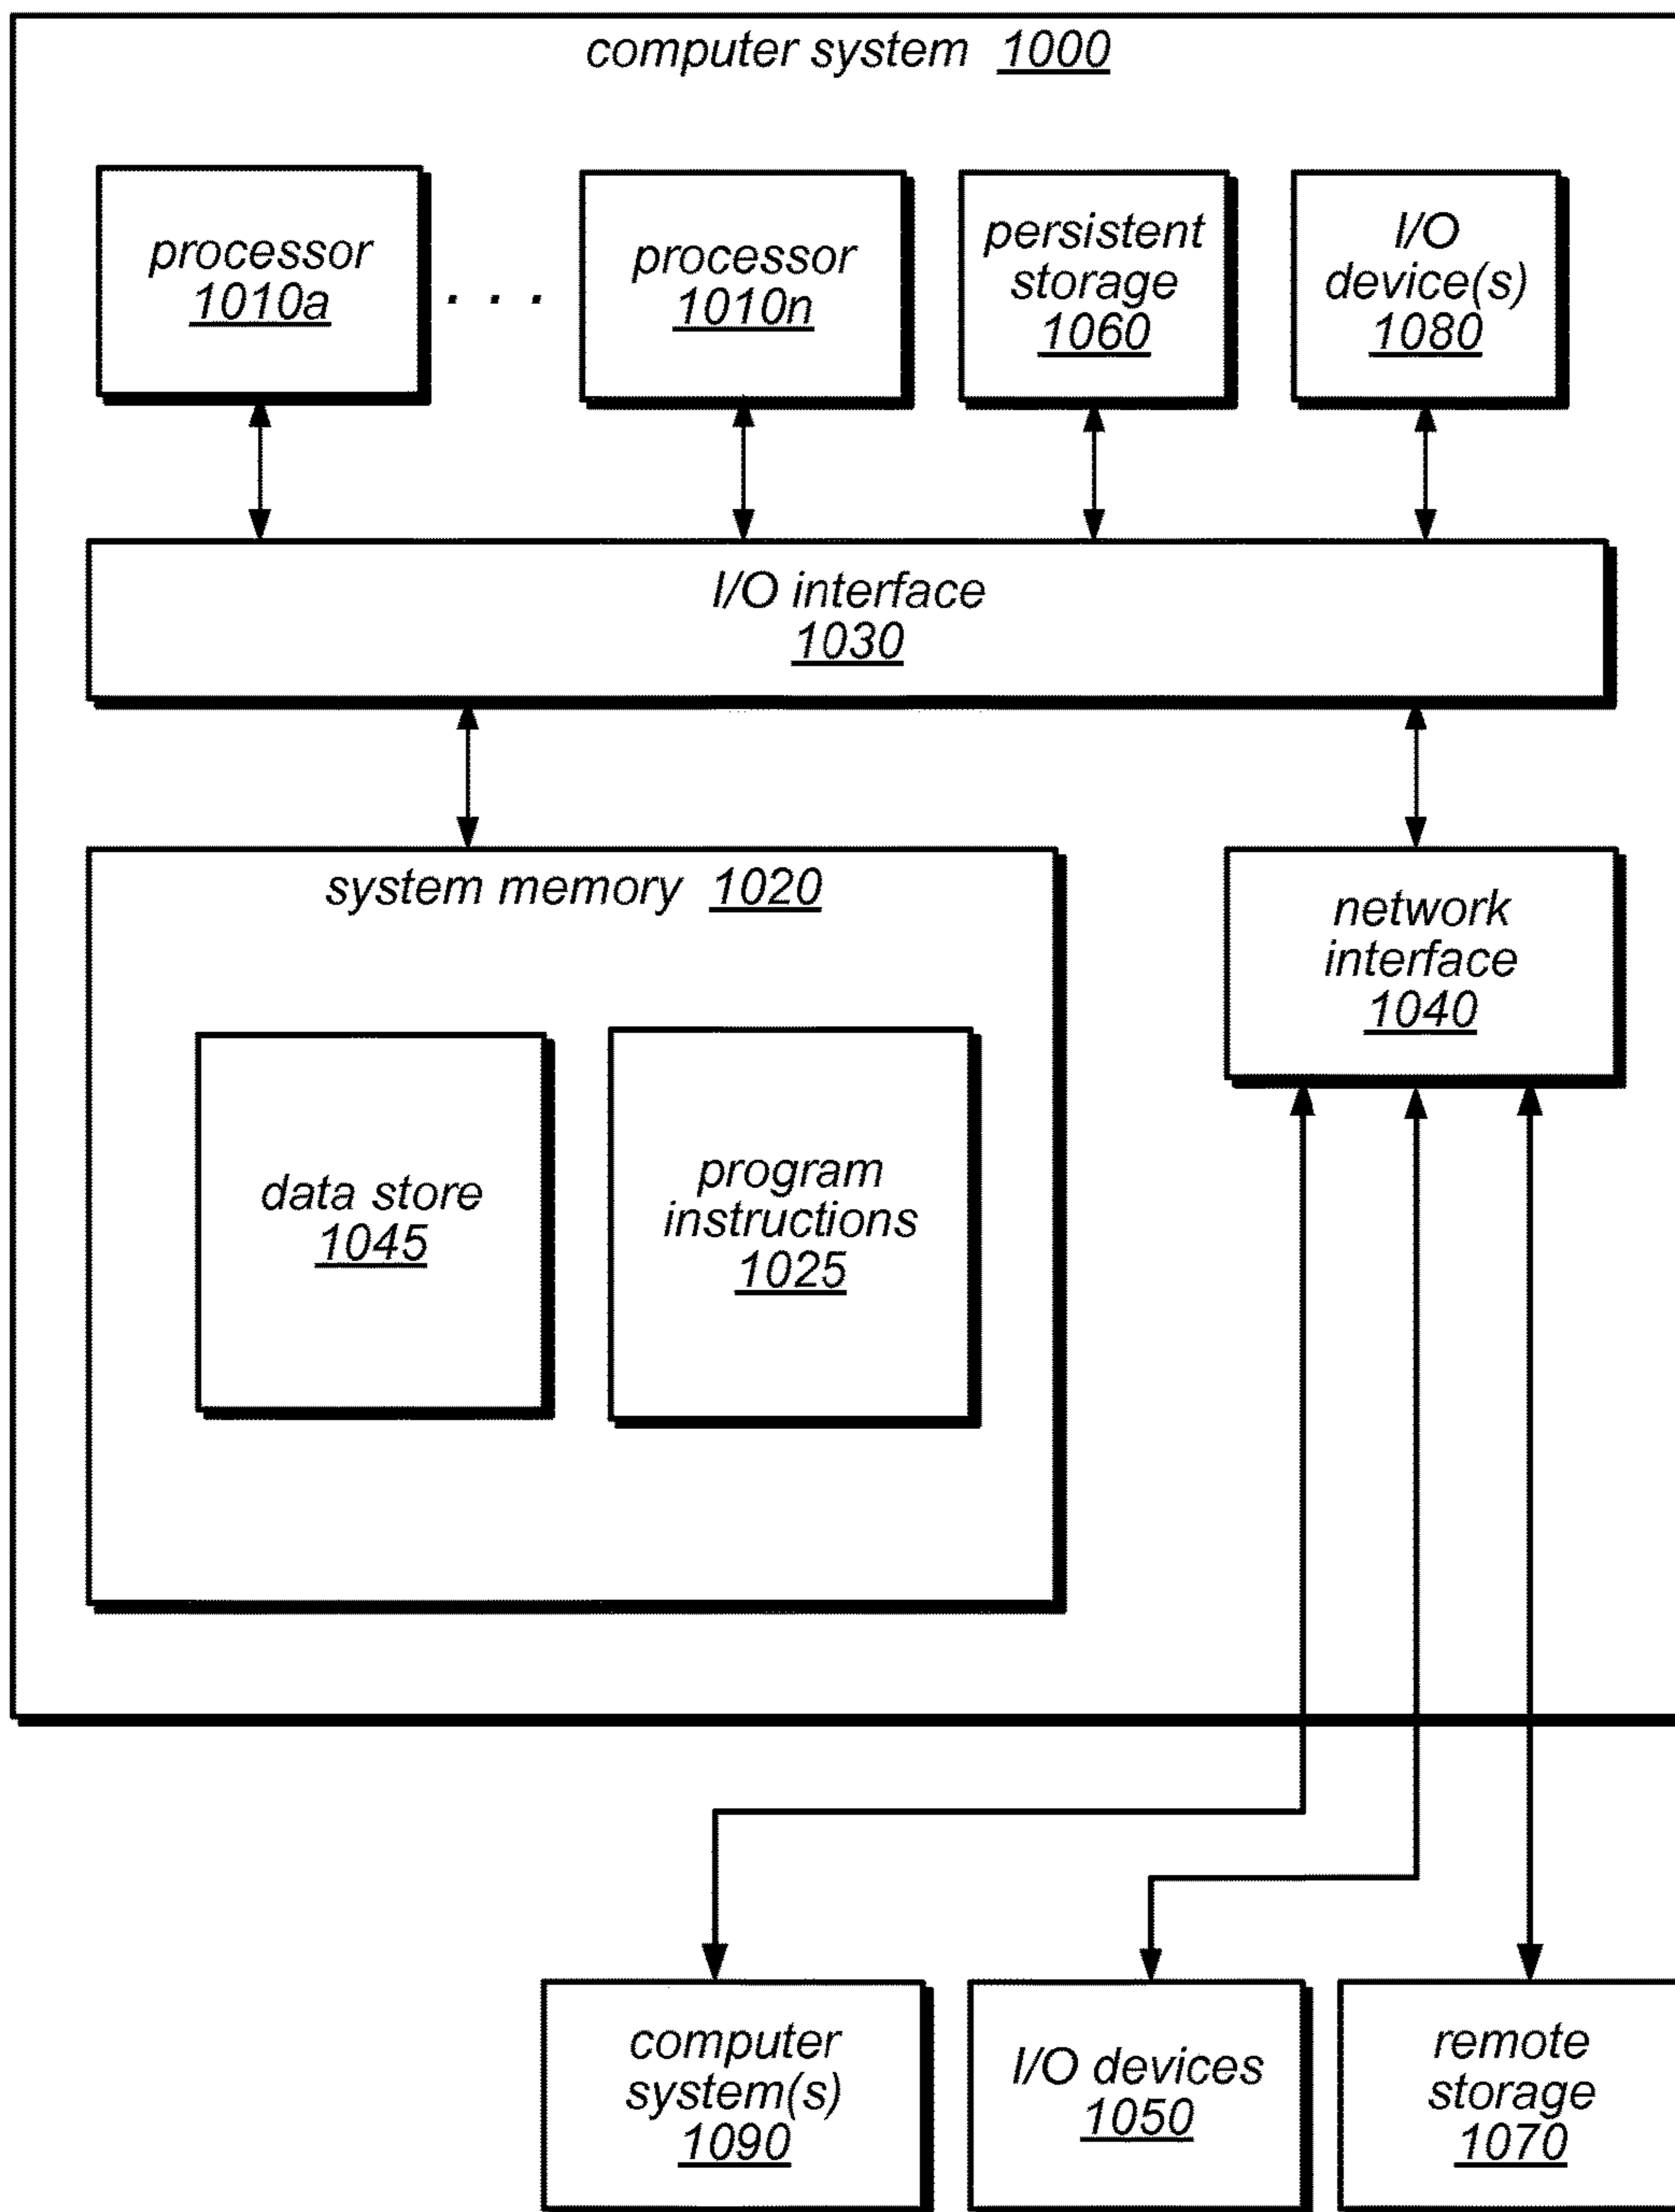 computer system 1000
processor
1010a
. . .
processor
1010n
persistent
storage
1060
I/O
device(s)
1080
I/O interface
1030
system memory 1020
data store
1045
program
instructions
1025
network
interface
1040
computer
system(s)
1090
I/O devices
1050
remote
storage
1070